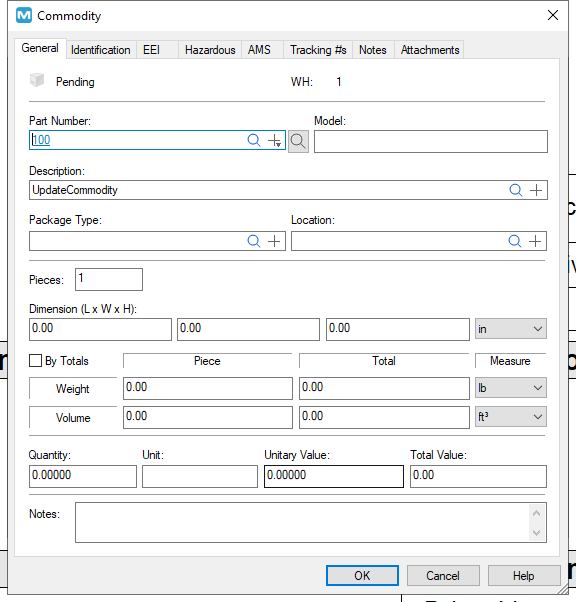 Commodity
General Identification EEI Hazardous AMS Tracking #s Notes Attachments
Pending WH: 1
Part Number: Model:
100
Description:
UpdateCommodity
Package Type: Location:
Pieces: 1
Dimension (L x W x H):
0.00 0.00 0.00 in
By Totals Piece Total Measure
Weight 0.00 0.00 lb
Volume 0.00 0.00 ft³
Quantity: Unit: Unitary Value: Total Value:
0.00000 0.00000 0.00
Notes:
OK Cancel Help